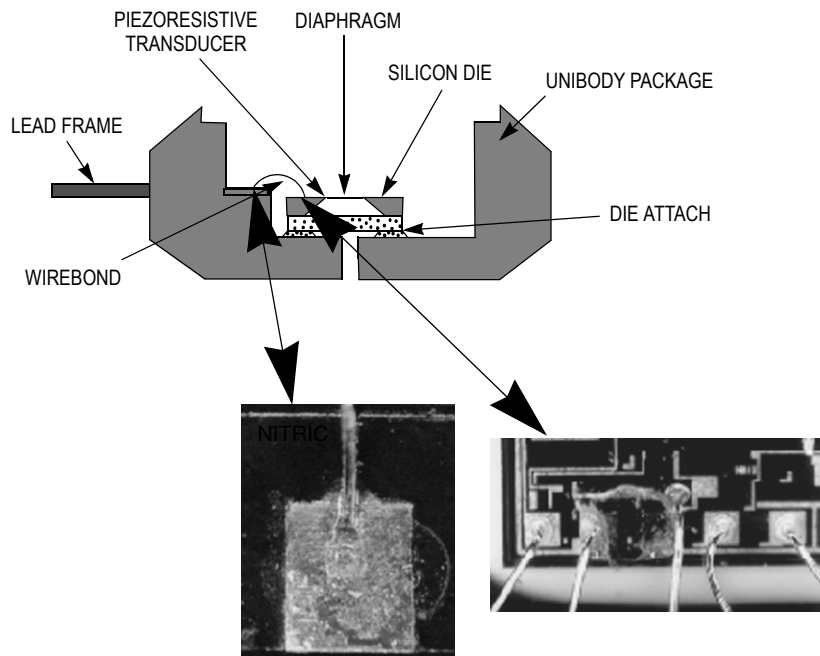 PIEZORESISTIVE
TRANSDUCER
DIAPHRAGM
SILICON DIE
UNIBODY PACKAGE
LEAD FRAME
DIE ATTACH
WIREBOND
NITRIC